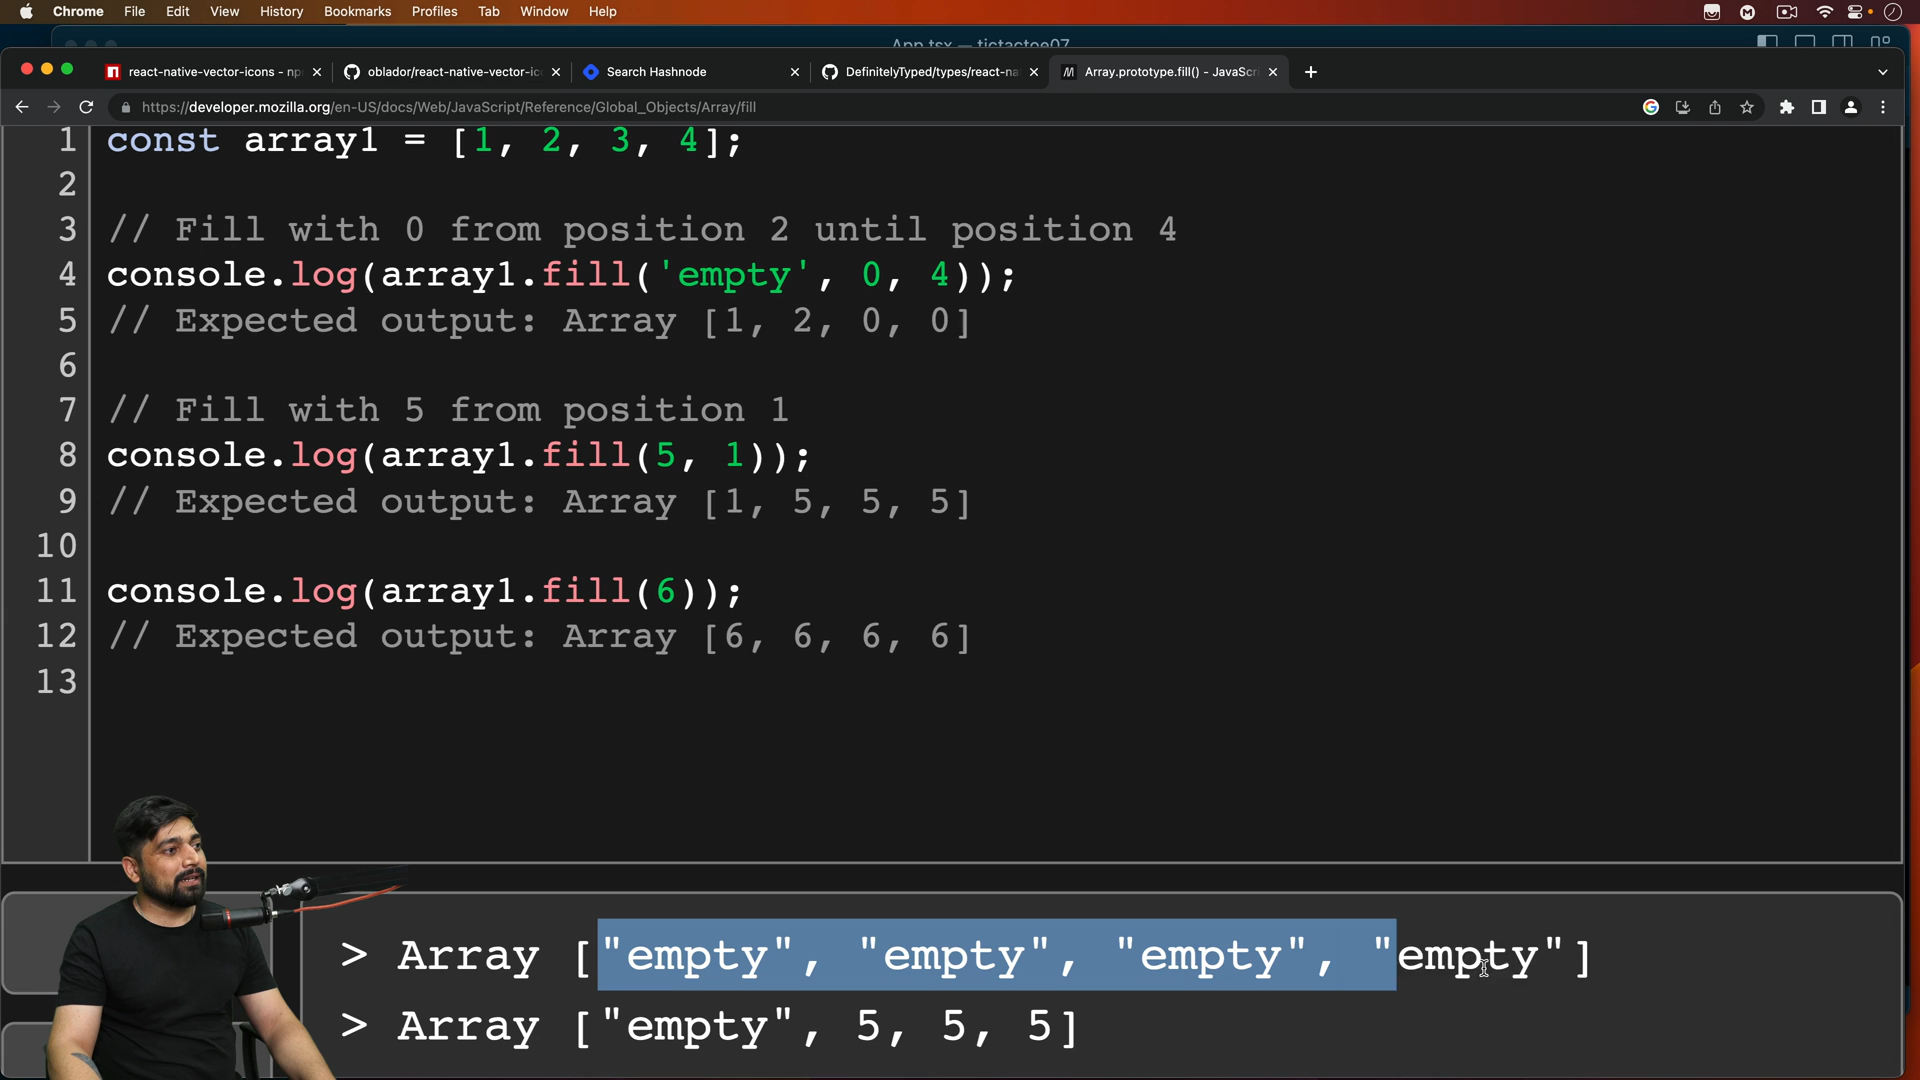 Chrome File Edit View History Bookmarks Profiles Tab Window Help
App.tsx — tictactoe07
react-native-vector-icons - np
oblador/react-native-vector-ic
Search Hashnode
DefinitelyTyped/types/react-na
Array.prototype.fill() - JavaScr
https://developer.mozilla.org/en-US/docs/Web/JavaScript/Reference/Global_Objects/Array/fill
1 const array1 = [1, 2, 3, 4];
2
3 // Fill with 0 from position 2 until position 4
4 console.log(array1.fill('empty', 0, 4));
5 // Expected output: Array [1, 2, 0, 0]
6
7 // Fill with 5 from position 1
8 console.log(array1.fill(5, 1));
9 // Expected output: Array [1, 5, 5, 5]
10
11 console.log(array1.fill(6));
12 // Expected output: Array [6, 6, 6, 6]
13
> Array ["empty", "empty", "empty", "empty"]
> Array ["empty", 5, 5, 5]